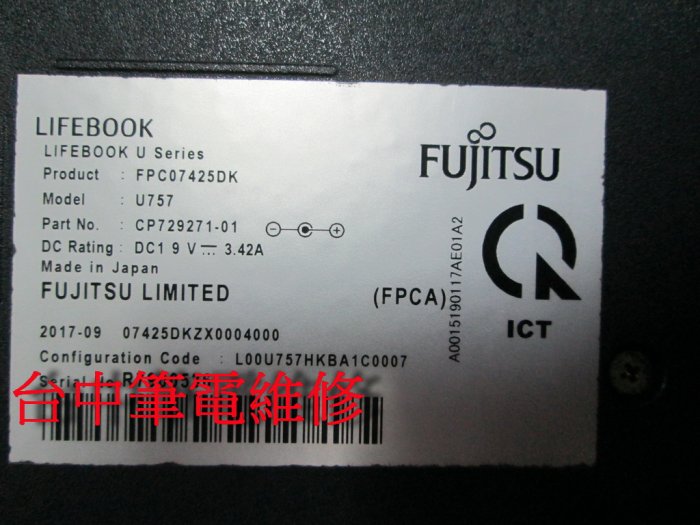 LIFEBOOK
LIFEBOOK U Series
FUJITSU
Product : FPC07425DK
Model : U757
Part No. : CP729271-01
DC Rating : DC1 9 V 3.42A
Made in Japan
FUJITSU LIMITED
(FPCA)
A0015190117AE01A2
ICT
2017-09 07425DKZX0004000
Configuration Code : L00U757HKBA1C0007
台中筆電維修